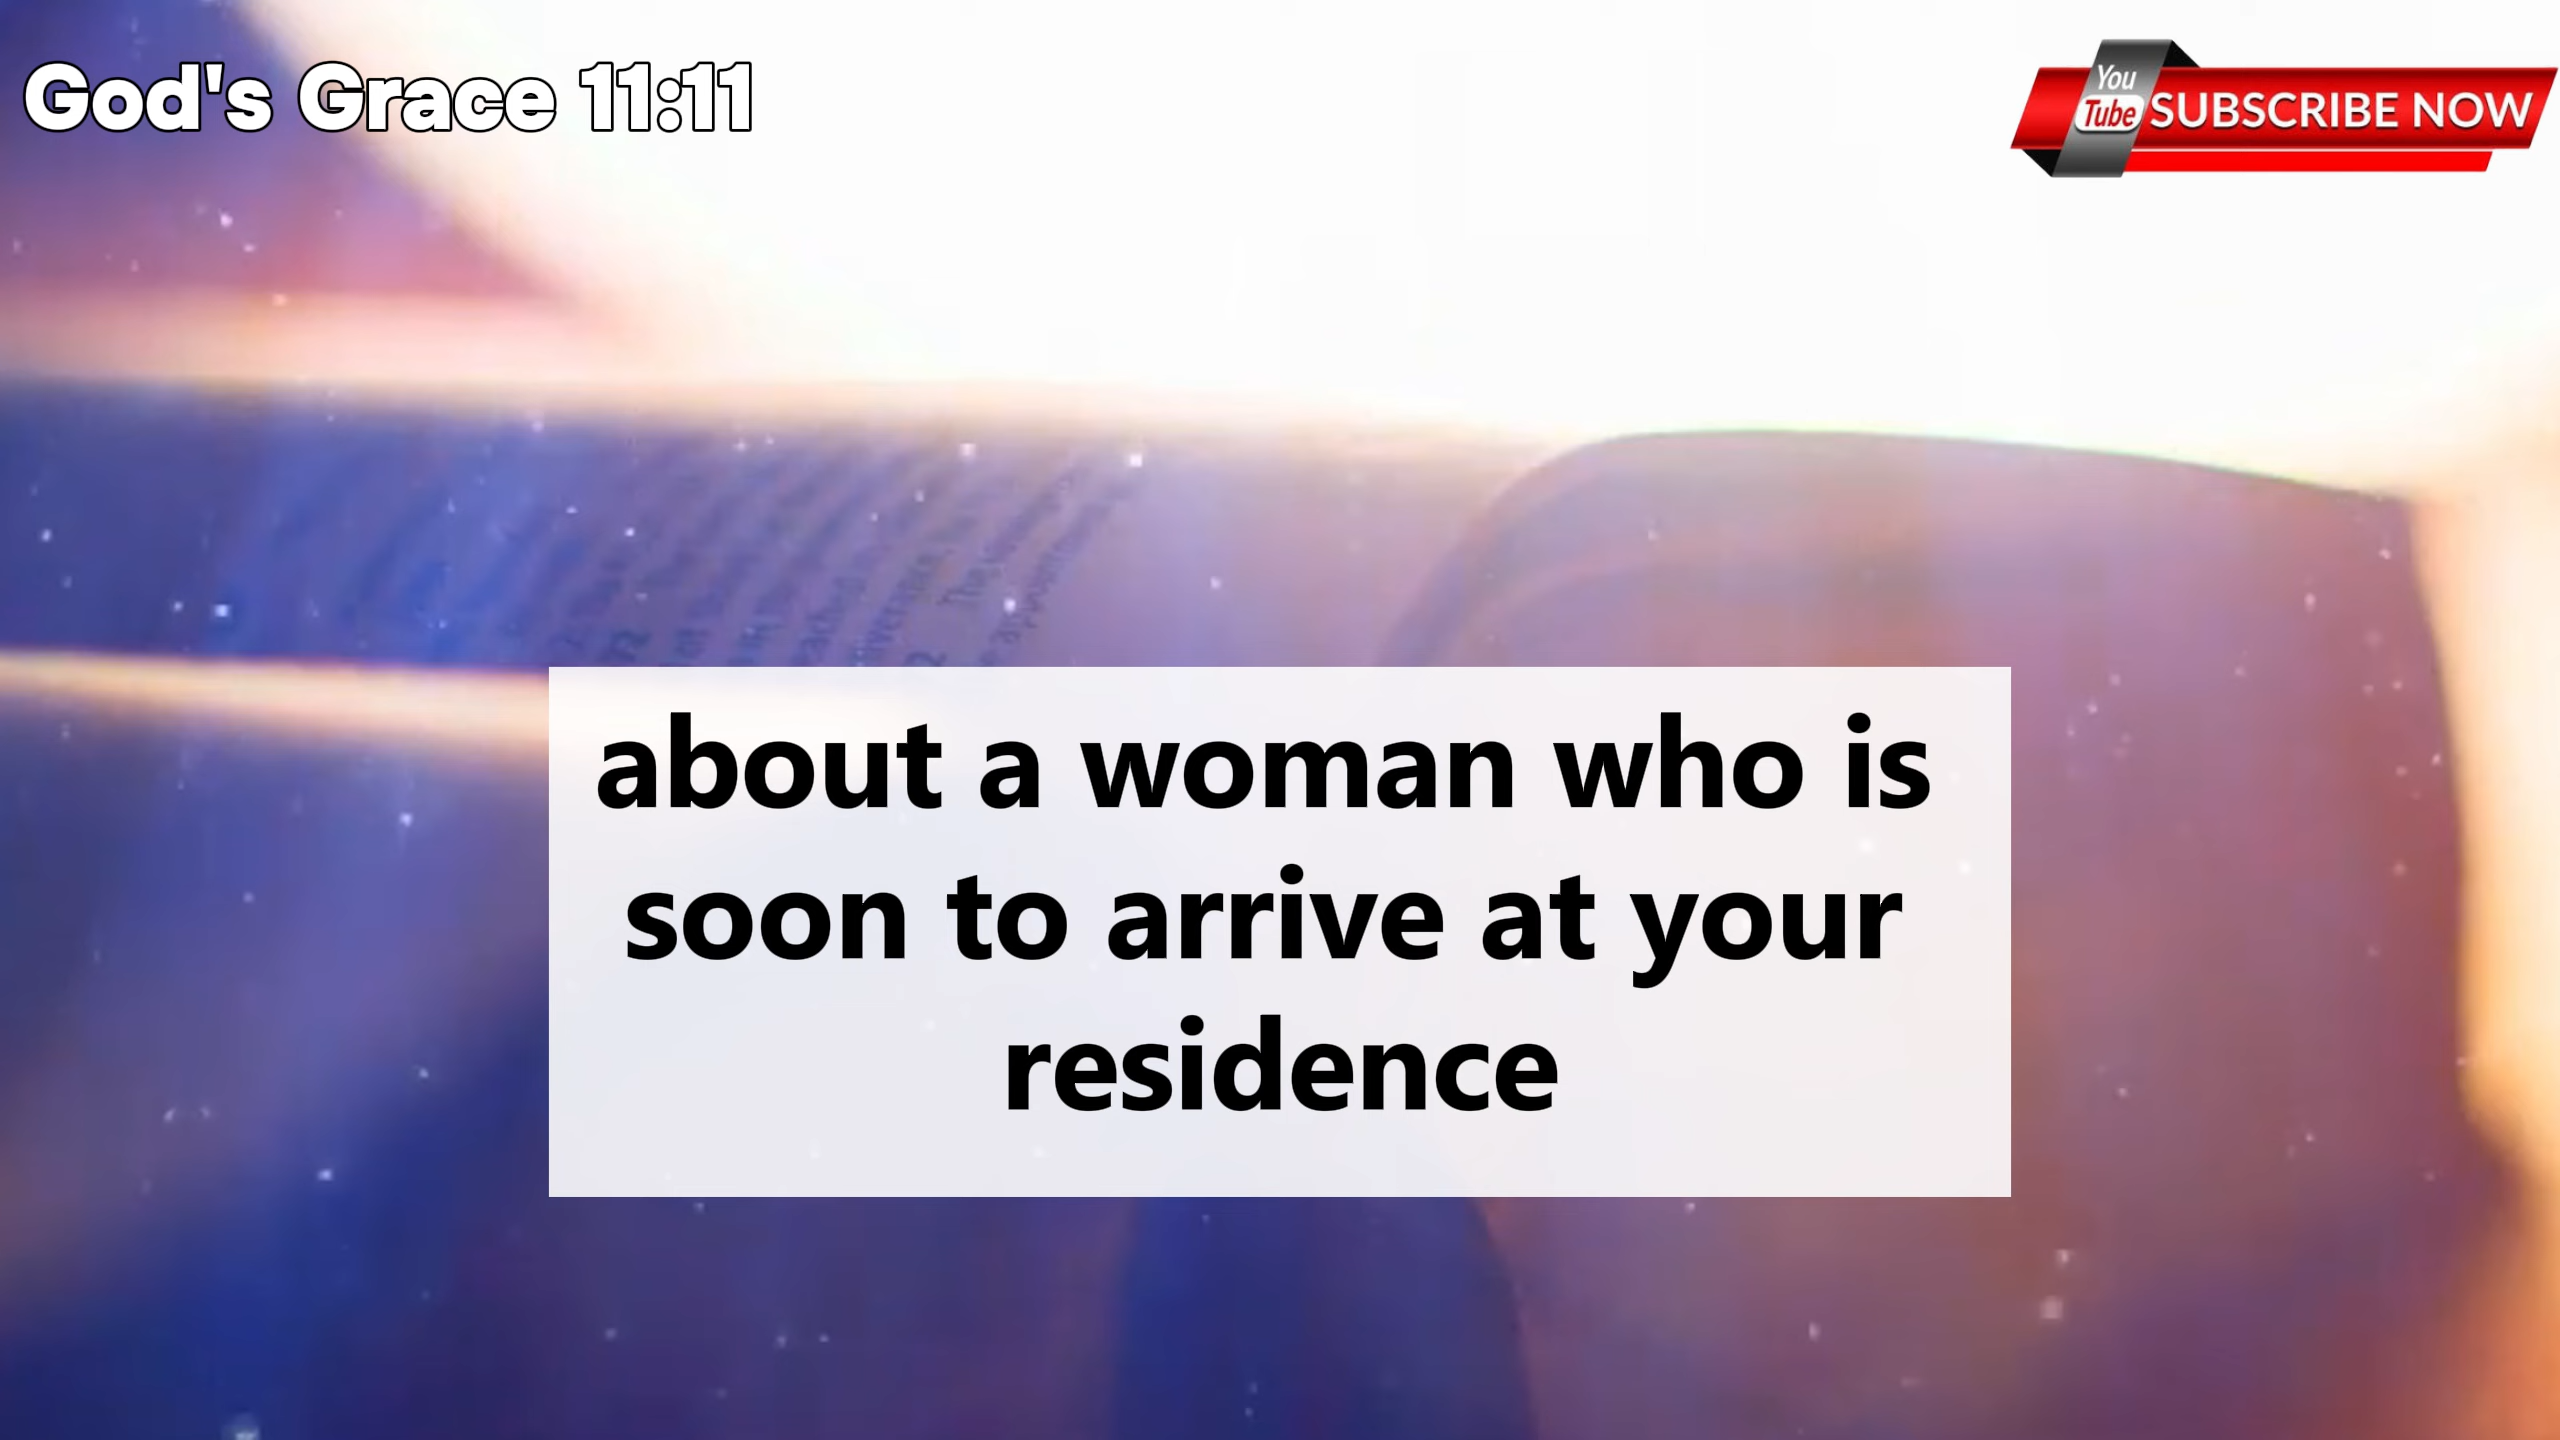 God's Grace 11:11
You
Tube
SUBSCRIBE NOW
about a woman who is
soon to arrive at your
residence